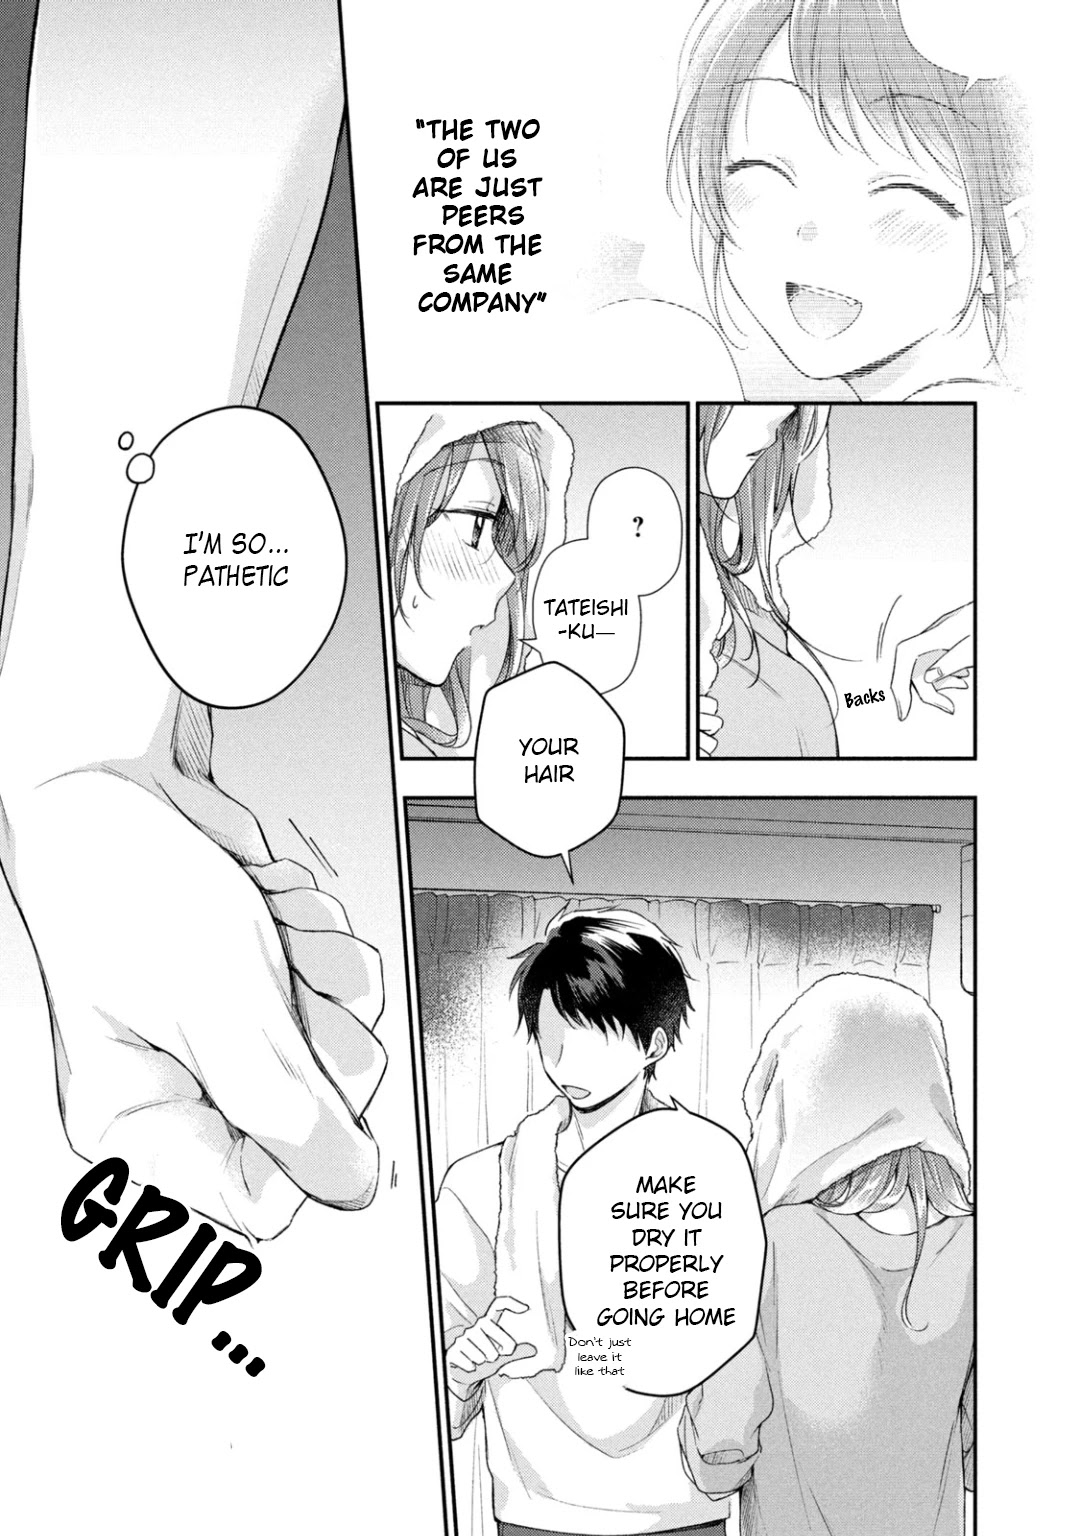 "THE TWO
OF US
ARE JUST
PEERS
FROM THE
SAME
COMPANY"
Backs
?
TATEISHI
-KU—
YOUR
HAIR
MAKE
SURE YOU
DRY IT
PROPERLY
BEFORE
GOING HOME
Don't just
leave it
like that
I'M SO...
PATHETIC
GRIP...